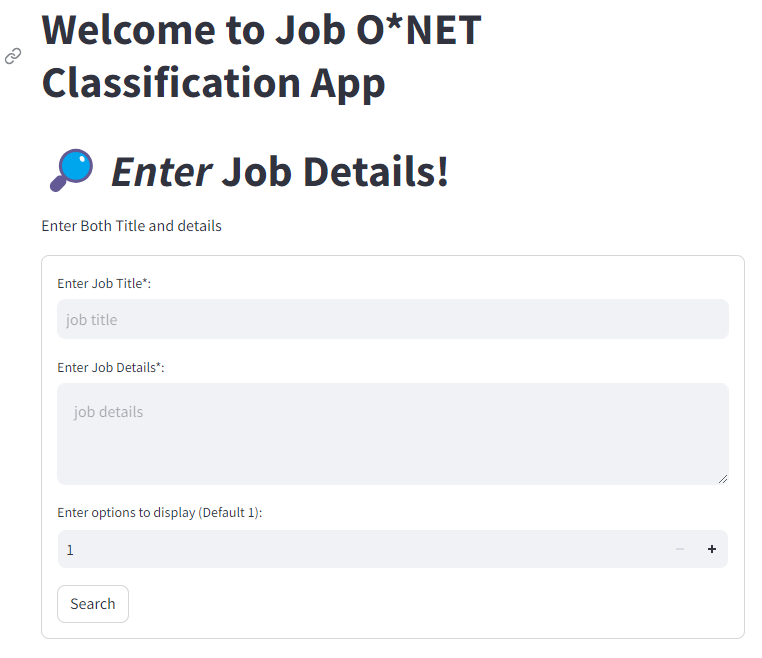 Welcome to Job O*NET
Classification App
Enter Job Details!
Enter Both Title and details
Enter Job Title*:
job title
Enter Job Details*:
job details
Enter options to display (Default 1):
1
Search